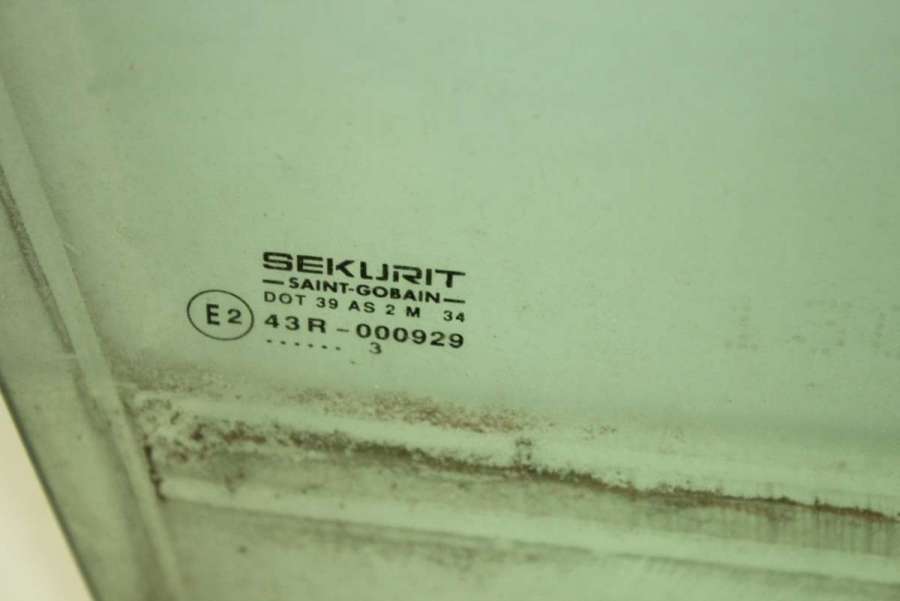 SEKURIT
SAINT-GOBAIN
DOT 39 AS 2 M 34
E2 43R-000929
...... 3